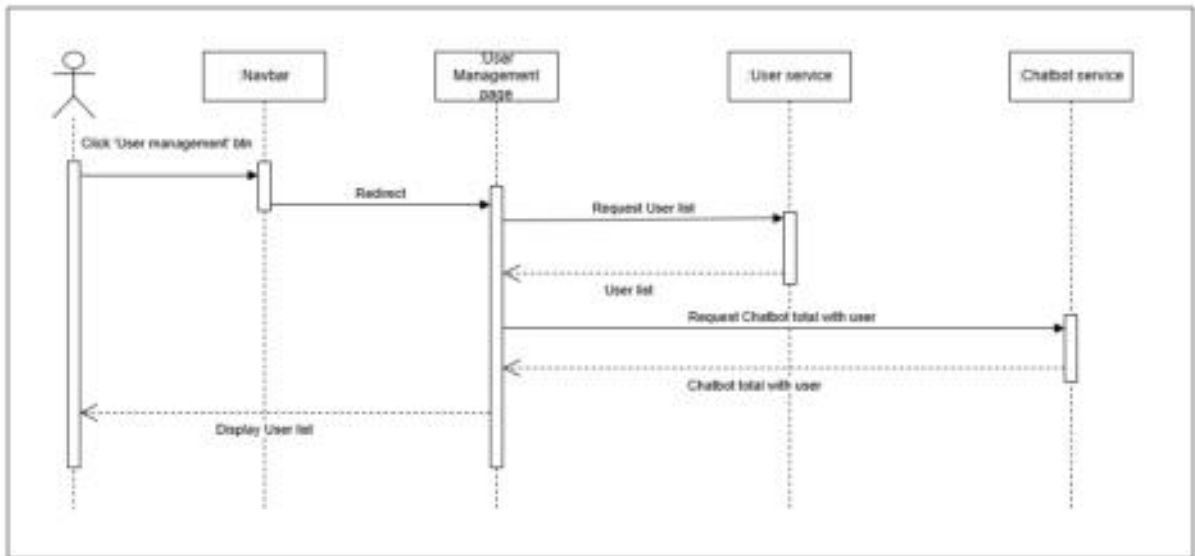 :Navbar
:User
Management
page
:User service
:Chatbot service
Click 'User management' btn
Redirect
Request User list
User list
Request Chatbot total with user
Chatbot total with user
Display User list